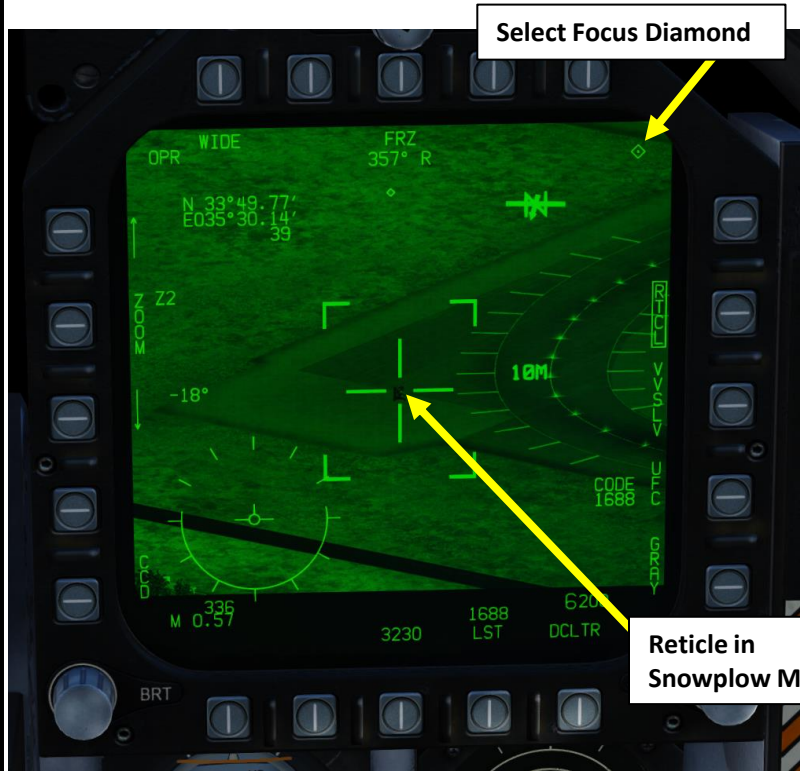 Select Focus Diamond
WIDE
FRZ
OPR
357° R
N 33°49.77'
E035°30.14'
39
ZOOM
Z2
RTCL
10M
VVSLV
-18°
CODE
1688
UFC
CCD
GRAY
336
M 0.57
3230
1688
LST
DCLTR
Reticle in
Snowplow M
BRT